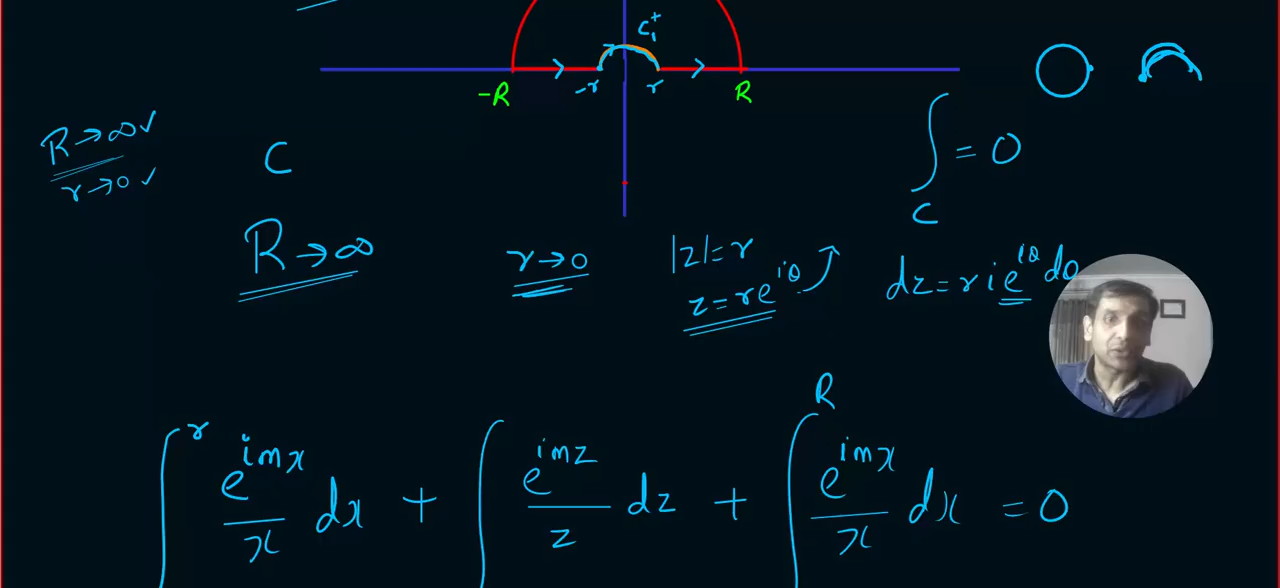 C₁⁺
-R -r r R
R→∞ ✓
r→0 ✓
C
∫ = 0
C
R→∞ r→0 |z|=r
z=re^{iθ} dz=rie^{iθ}dθ
∫^{r} e^{imx}/x dx + ∫ e^{imz}/z dz + ∫^{R} e^{imx}/x dx = 0